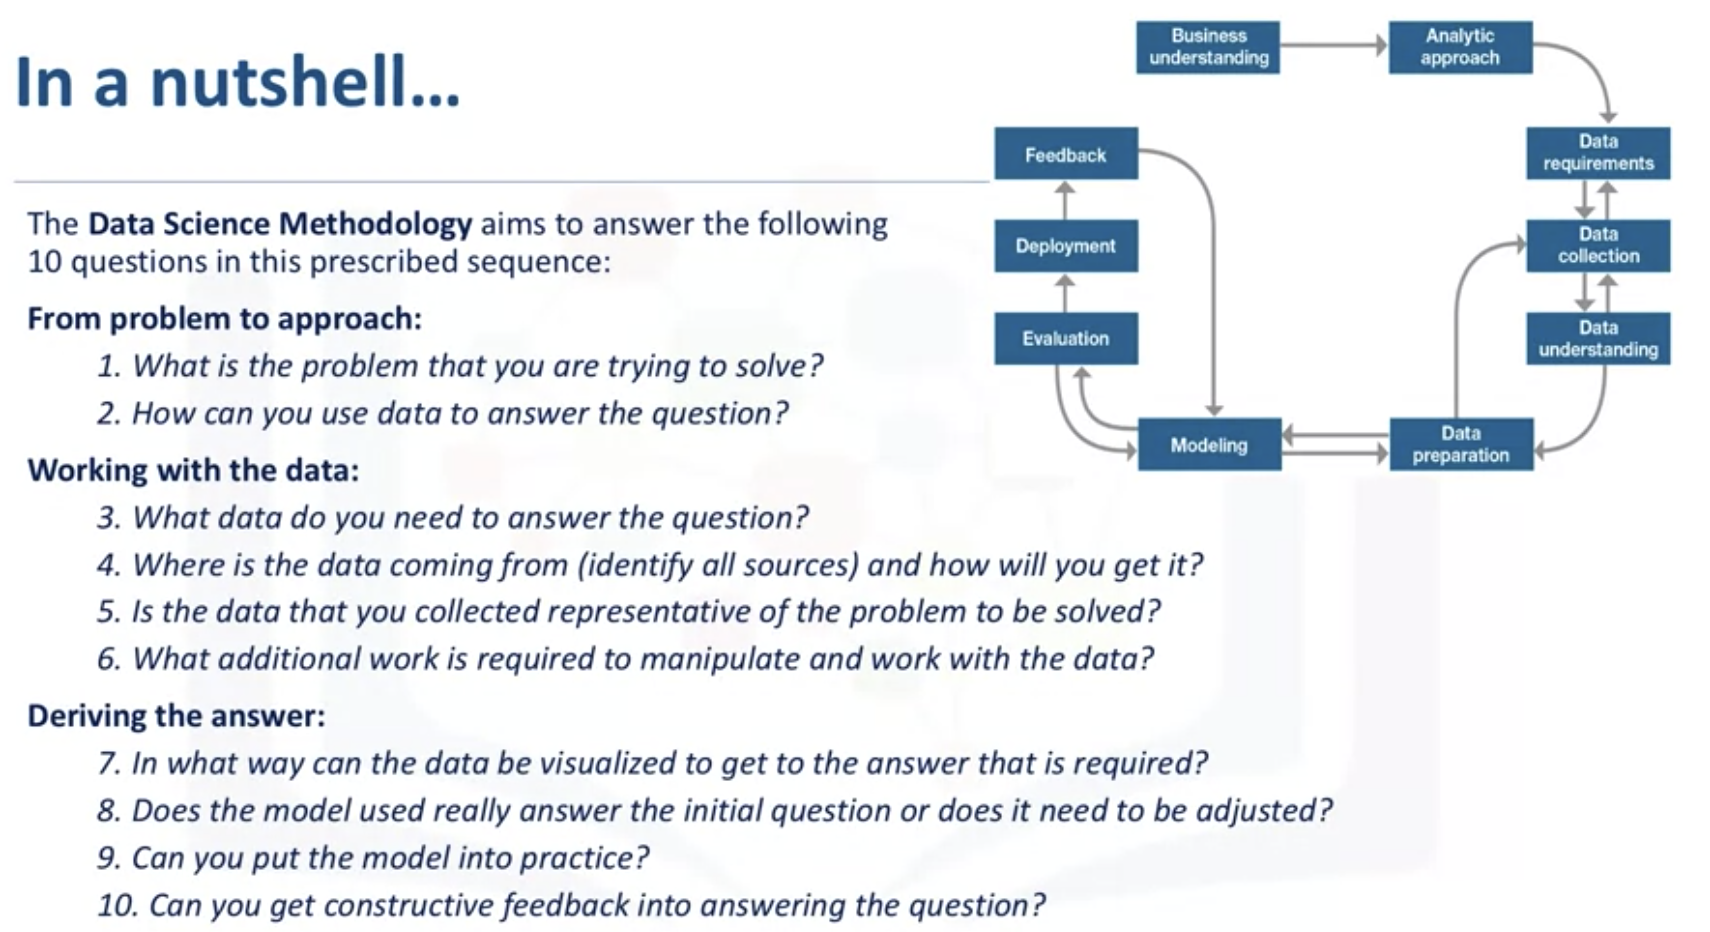 In a nutshell...
The Data Science Methodology aims to answer the following
10 questions in this prescribed sequence:
From problem to approach:
1. What is the problem that you are trying to solve?
2. How can you use data to answer the question?
Working with the data:
3. What data do you need to answer the question?
4. Where is the data coming from (identify all sources) and how will you get it?
5. Is the data that you collected representative of the problem to be solved?
6. What additional work is required to manipulate and work with the data?
Deriving the answer:
7. In what way can the data be visualized to get to the answer that is required?
8. Does the model used really answer the initial question or does it need to be adjusted?
9. Can you put the model into practice?
10. Can you get constructive feedback into answering the question?
Business
understanding
Analytic
approach
Data
requirements
Data
collection
Data
understanding
Data
preparation
Modeling
Evaluation
Deployment
Feedback